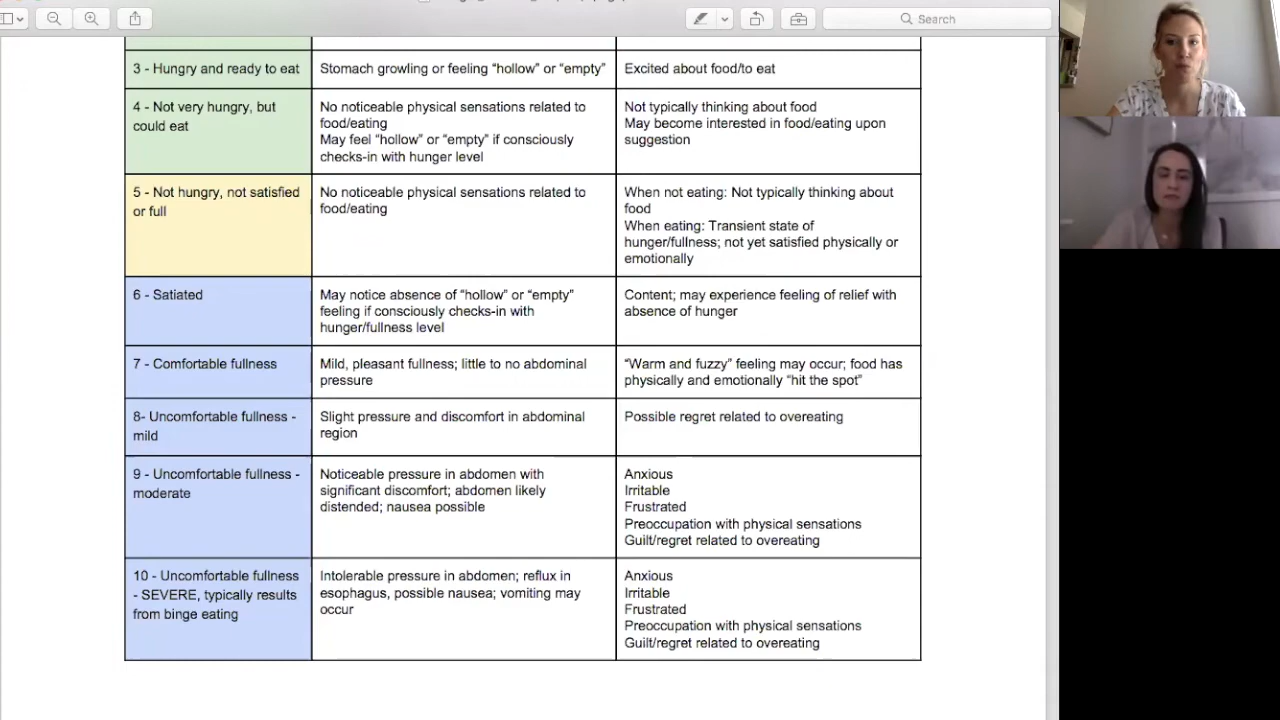 Search
3 - Hungry and ready to eat
Stomach growling or feeling “hollow” or “empty”
Excited about food/to eat
4 - Not very hungry, but
could eat
No noticeable physical sensations related to
food/eating
May feel “hollow” or “empty” if consciously
checks-in with hunger level
Not typically thinking about food
May become interested in food/eating upon
suggestion
5 - Not hungry, not satisfied
or full
No noticeable physical sensations related to
food/eating
When not eating: Not typically thinking about
food
When eating: Transient state of
hunger/fullness; not yet satisfied physically or
emotionally
6 - Satiated
May notice absence of “hollow” or “empty”
feeling if consciously checks-in with
hunger/fullness level
Content; may experience feeling of relief with
absence of hunger
7 - Comfortable fullness
Mild, pleasant fullness; little to no abdominal
pressure
“Warm and fuzzy” feeling may occur; food has
physically and emotionally “hit the spot”
8- Uncomfortable fullness -
mild
Slight pressure and discomfort in abdominal
region
Possible regret related to overeating
9 - Uncomfortable fullness -
moderate
Noticeable pressure in abdomen with
significant discomfort; abdomen likely
distended; nausea possible
Anxious
Irritable
Frustrated
Preoccupation with physical sensations
Guilt/regret related to overeating
10 - Uncomfortable fullness
- SEVERE, typically results
from binge eating
Intolerable pressure in abdomen; reflux in
esophagus, possible nausea; vomiting may
occur
Anxious
Irritable
Frustrated
Preoccupation with physical sensations
Guilt/regret related to overeating